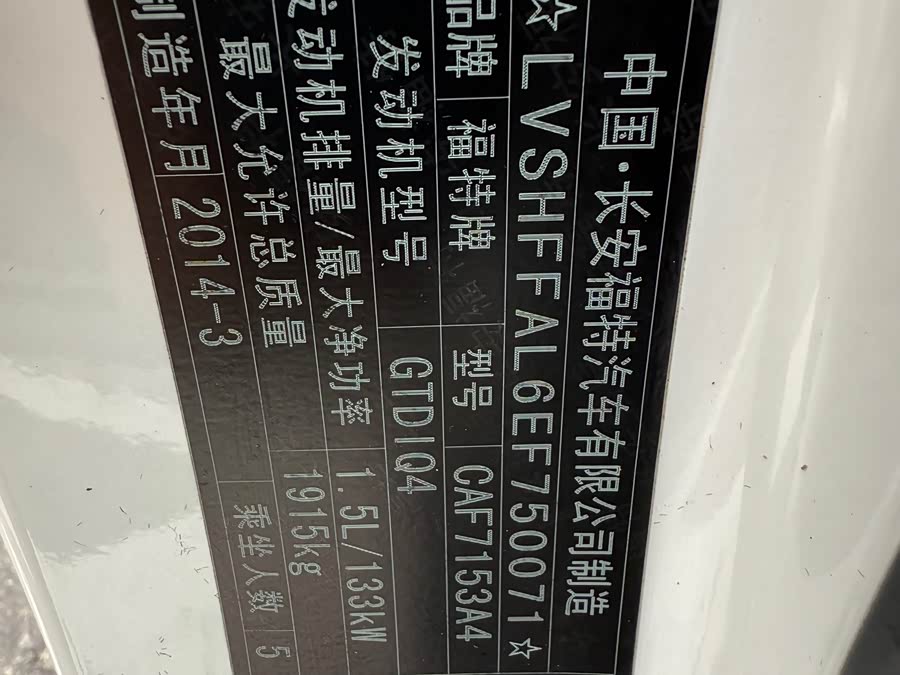 中国·长安福特汽车有限公司制造
☆LVSHFFAL6EF750071☆
品牌 福特牌 型号 CAF7153A4
发动机型号 GTDIQ4
发动机排量/最大净功率 1.5L/133kW
最大允许总质量 1915kg
制造年月 2014-3 乘坐人数 5